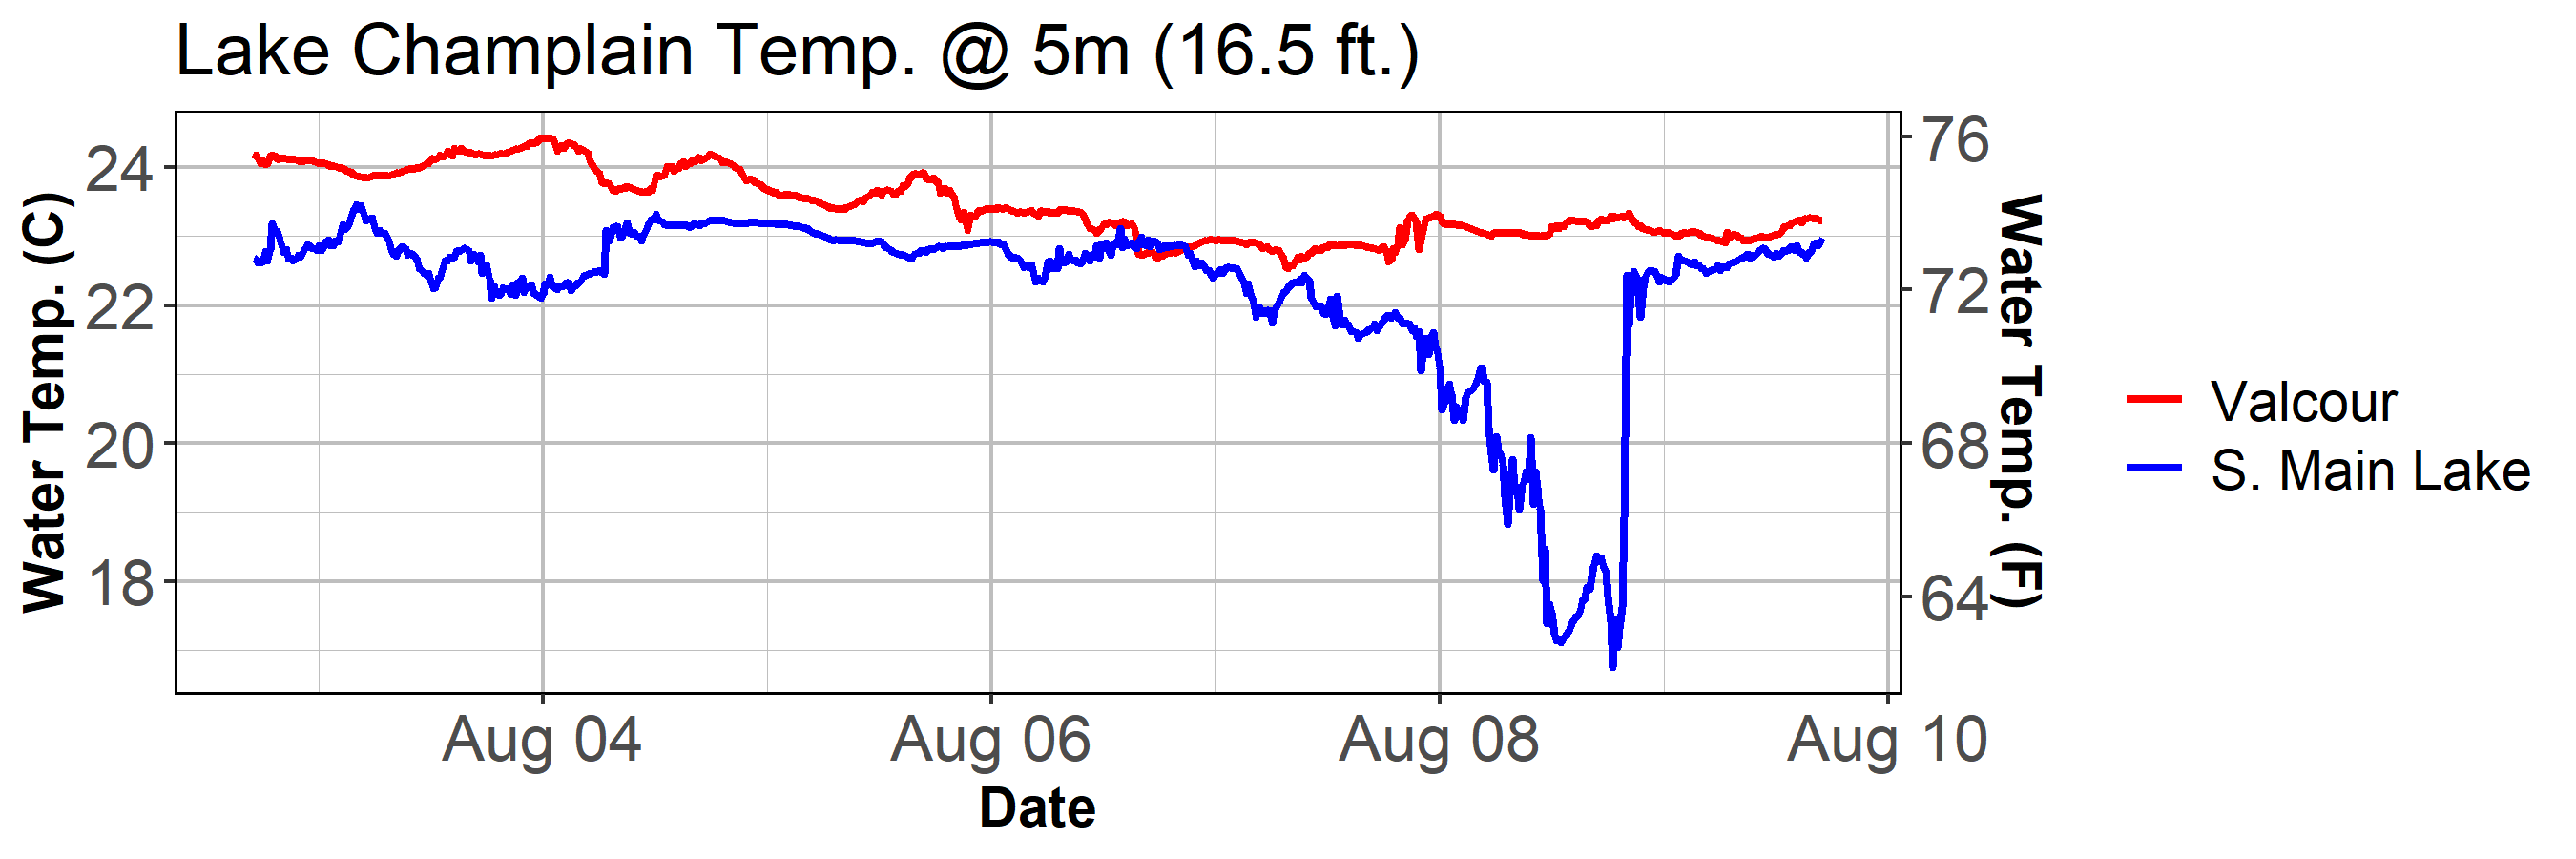 Lake Champlain Temp. @ 5m (16.5 ft.)
Water Temp. (C)
24
22
20
18
76
72
68
64
Water Temp. (F)
Aug 04
Aug 06
Aug 08
Aug 10
Date
Valcour
S. Main Lake